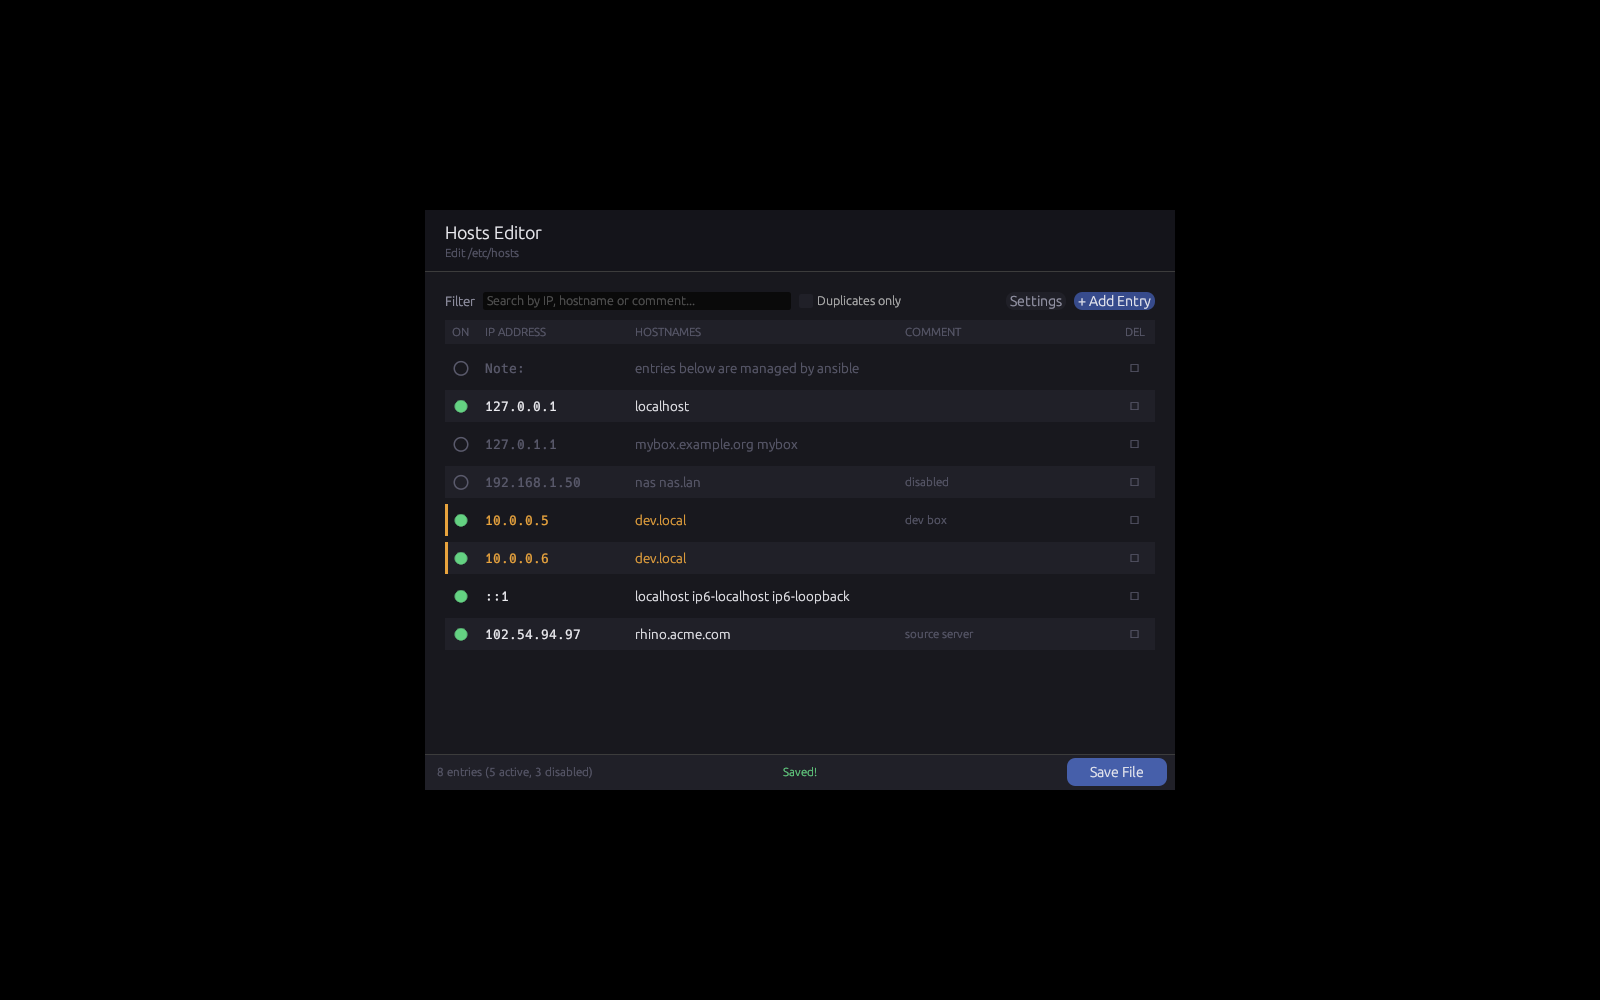 Hosts Editor
Edit /etc/hosts
Filter Search by IP, hostname or comment... Duplicates only Settings + Add Entry
ON IP ADDRESS HOSTNAMES COMMENT DEL
Note: entries below are managed by ansible
127.0.0.1 localhost
127.0.1.1 mybox.example.org mybox
192.168.1.50 nas nas.lan disabled
10.0.0.5 dev.local dev box
10.0.0.6 dev.local
::1 localhost ip6-localhost ip6-loopback
102.54.94.97 rhino.acme.com source server
8 entries (5 active, 3 disabled) Saved! Save File